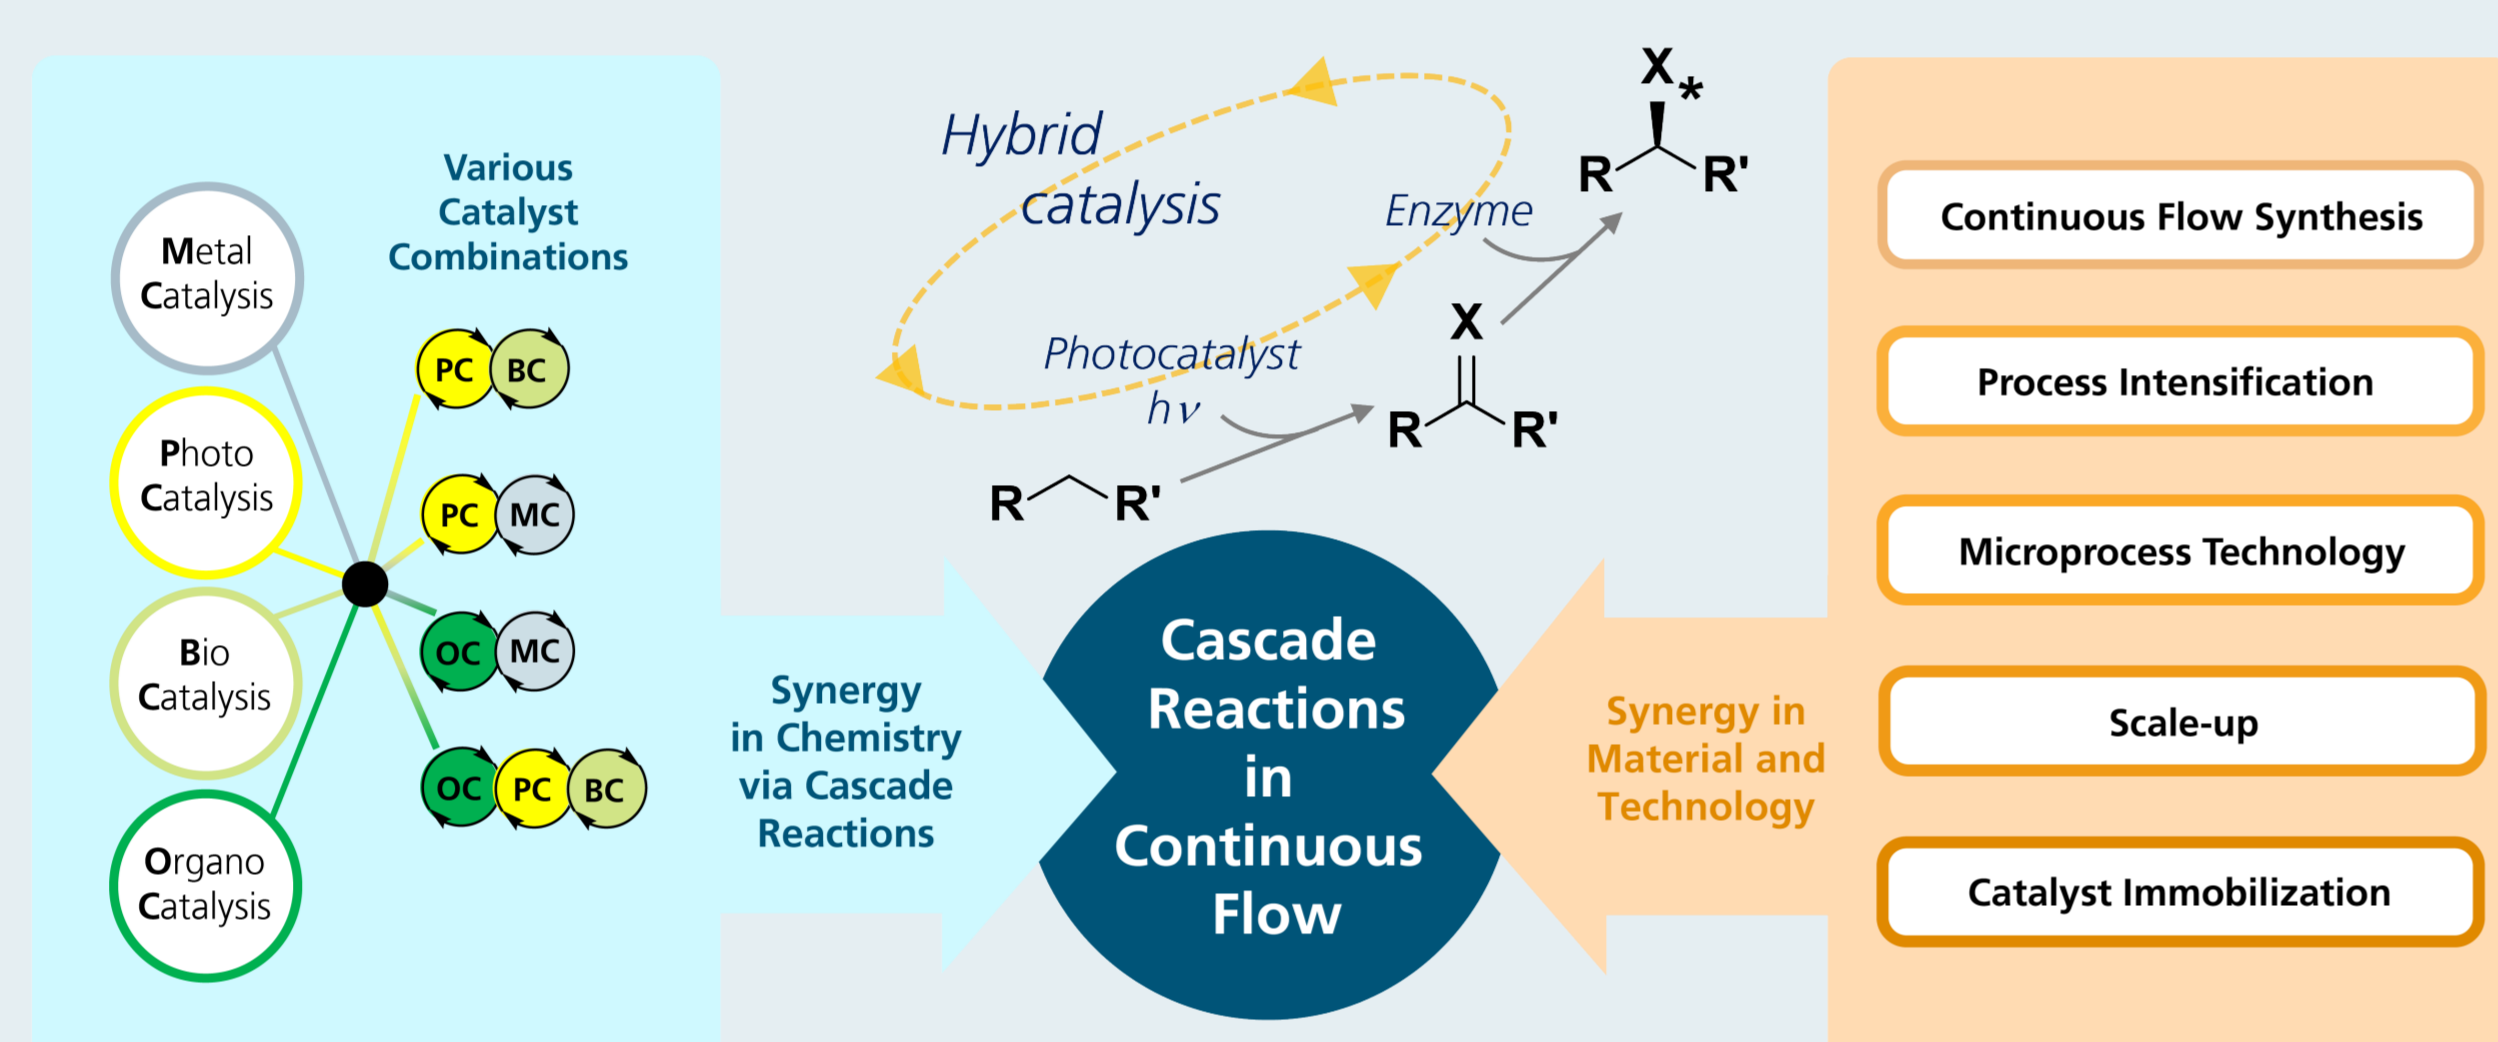 Metal
Catalysis
Photo
Catalysis
Bio
Catalysis
Organo
Catalysis
Various
Catalyst
Combinations
PC BC
PC MC
OC MC
OC PC BC
Synergy
in Chemistry
via Cascade
Reactions
Hybrid
catalysis
Photocatalyst
hν
Enzyme
R R'
X
R R'
X
*
R R'
Cascade
Reactions
in
Continuous
Flow
Synergy in
Material and
Technology
Continuous Flow Synthesis
Process Intensification
Microprocess Technology
Scale-up
Catalyst Immobilization